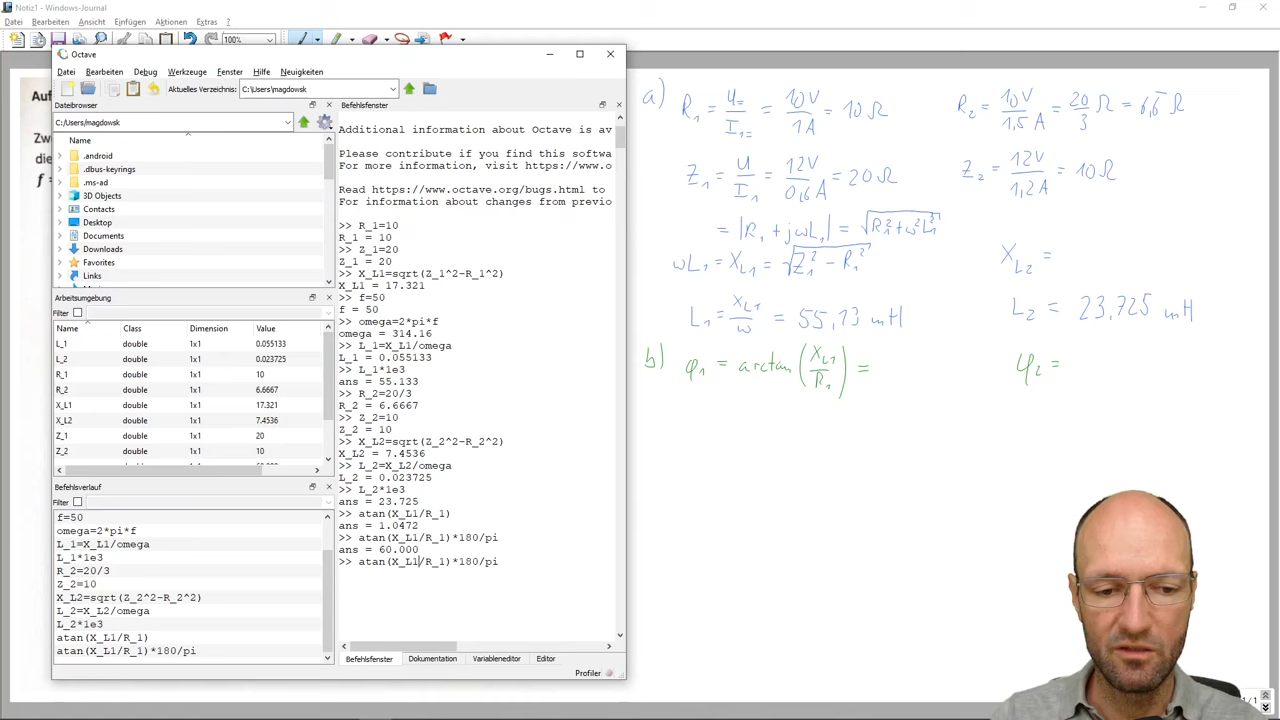 Notiz1 - Windows-Journal
Datei Bearbeiten Ansicht Einfügen Aktionen Extras ?
100%
Octave
Datei Bearbeiten Debug Werkzeuge Fenster Hilfe Neuigkeiten
Aktuelles Verzeichnis: C:\Users\magdowsk
Dateibrowser
C:/Users/magdowsk
Name
.android
.dbus-keyrings
.ms-ad
3D Objects
Contacts
Desktop
Documents
Downloads
Favorites
Links
Arbeitsumgebung
Filter
Name Class Dimension Value
L_1 double 1x1 0.055133
L_2 double 1x1 0.023725
R_1 double 1x1 10
R_2 double 1x1 6.6667
X_L1 double 1x1 17.321
X_L2 double 1x1 7.4536
Z_1 double 1x1 20
Z_2 double 1x1 10
Befehlsverlauf
Filter
f=50
omega=2*pi*f
L_1=X_L1/omega
L_1*1e3
R_2=20/3
Z_2=10
X_L2=sqrt(Z_2^2-R_2^2)
L_2=X_L2/omega
L_2*1e3
atan(X_L1/R_1)
atan(X_L1/R_1)*180/pi
Befehlsfenster
Additional information about Octave is av
Please contribute if you find this softwa
For more information, visit https://www.o
Read https://www.octave.org/bugs.html to
For information about changes from previo
>> R_1=10
R_1 = 10
>> Z_1=20
Z_1 = 20
>> X_L1=sqrt(Z_1^2-R_1^2)
X_L1 = 17.321
>> f=50
f = 50
>> omega=2*pi*f
omega = 314.16
>> L_1=X_L1/omega
L_1 = 0.055133
>> L_1*1e3
ans = 55.133
>> R_2=20/3
R_2 = 6.6667
>> Z_2=10
Z_2 = 10
>> X_L2=sqrt(Z_2^2-R_2^2)
X_L2 = 7.4536
>> L_2=X_L2/omega
L_2 = 0.023725
>> L_2*1e3
ans = 23.725
>> atan(X_L1/R_1)
ans = 1.0472
>> atan(X_L1/R_1)*180/pi
ans = 60.000
>> atan(X_L1/R_1)*180/pi
Befehlsfenster Dokumentation Variableneditor Editor
Profiler
Auf
Zwe
die
f =
a) R₁ = U₌/I₁₌ = 10V/1A = 10 Ω R₂ = 10V/1,5A = 20/3 Ω = 6,6̅ Ω
Z₁ = U/I₁ = 12V/0,6A = 20 Ω Z₂ = 12V/1,2A = 10 Ω
= |R₁ + jωL₁| = √(R₁² + ω²L₁²)
ωL₁ = X_L1 = √(Z₁² − R₁²) X_L2 =
L₁ = X_L1/ω = 55,13 mH L₂ = 23,725 mH
b) φ₁ = arctan(X_L1/R₁) = φ₂ =
1/1